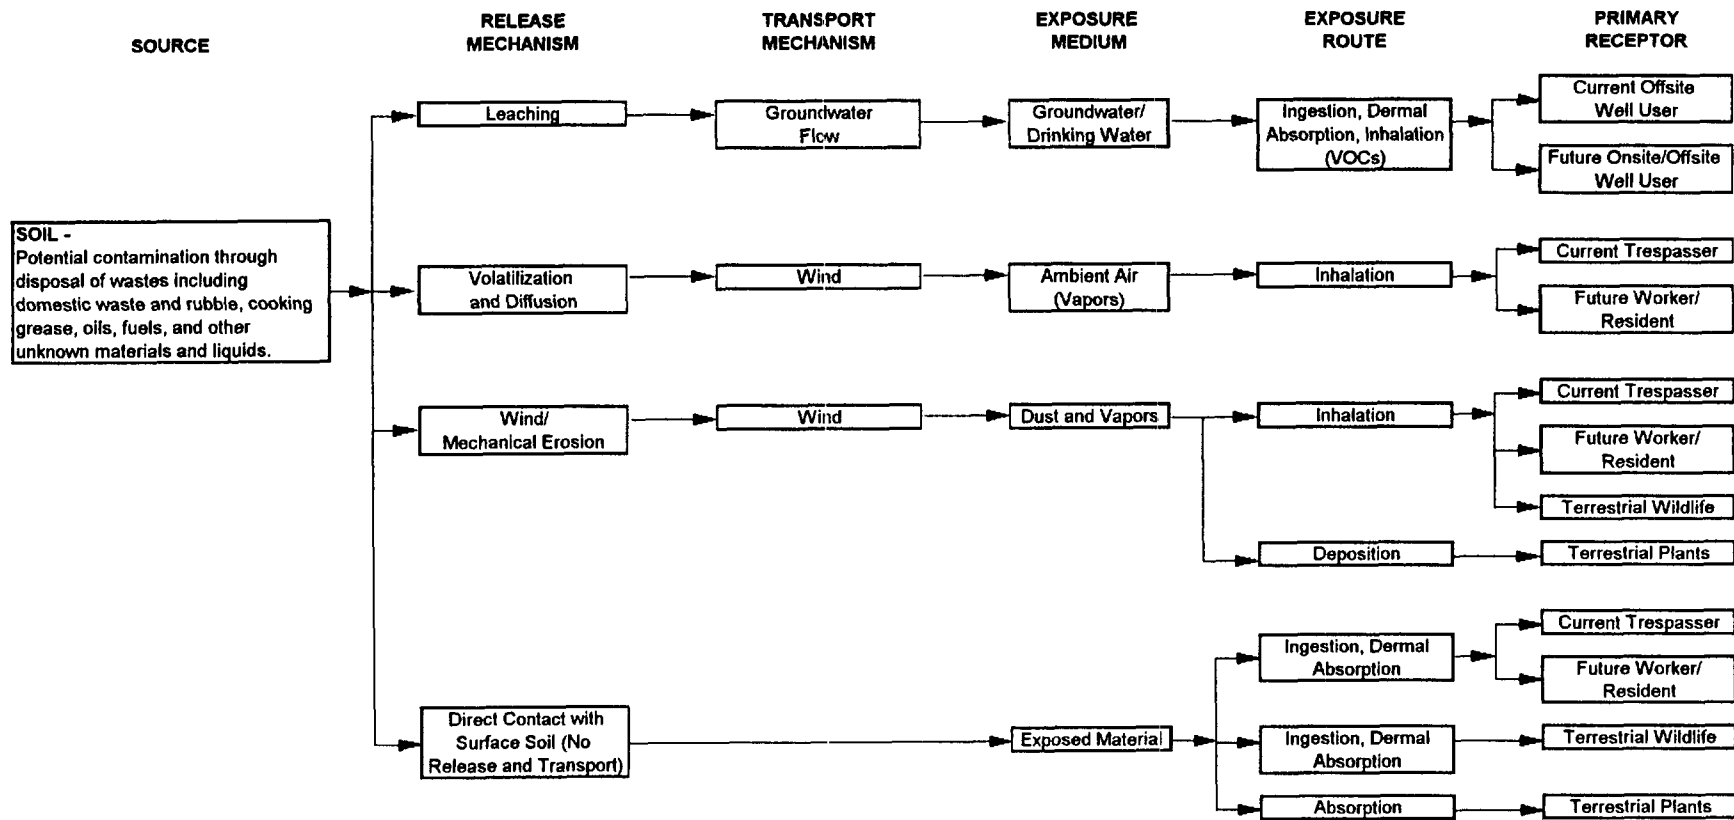 SOURCE
RELEASE
MECHANISM
TRANSPORT
MECHANISM
EXPOSURE
MEDIUM
EXPOSURE
ROUTE
PRIMARY
RECEPTOR
SOIL -
Potential contamination through
disposal of wastes including
domestic waste and rubble, cooking
grease, oils, fuels, and other
unknown materials and liquids.
Leaching
Groundwater
Flow
Groundwater/
Drinking Water
Ingestion, Dermal
Absorption, Inhalation
(VOCs)
Current Offsite
Well User
Future Onsite/Offsite
Well User
Volatilization
and Diffusion
Wind
Ambient Air
(Vapors)
Inhalation
Current Trespasser
Future Worker/
Resident
Wind/
Mechanical Erosion
Wind
Dust and Vapors
Inhalation
Current Trespasser
Future Worker/
Resident
Terrestrial Wildlife
Deposition
Terrestrial Plants
Direct Contact with
Surface Soil (No
Release and Transport)
Exposed Material
Ingestion, Dermal
Absorption
Current Trespasser
Future Worker/
Resident
Ingestion, Dermal
Absorption
Terrestrial Wildlife
Absorption
Terrestrial Plants